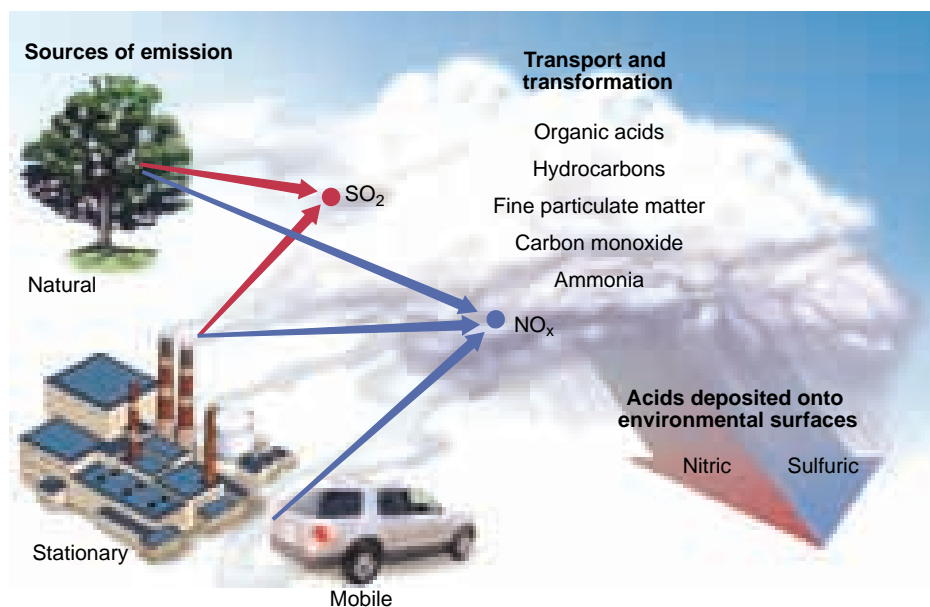 Sources of emission
Transport and
transformation
Organic acids
Hydrocarbons
SO₂
Fine particulate matter
Carbon monoxide
Natural
Ammonia
NOₓ
Acids deposited onto
environmental surfaces
Nitric
Sulfuric
Stationary
Mobile